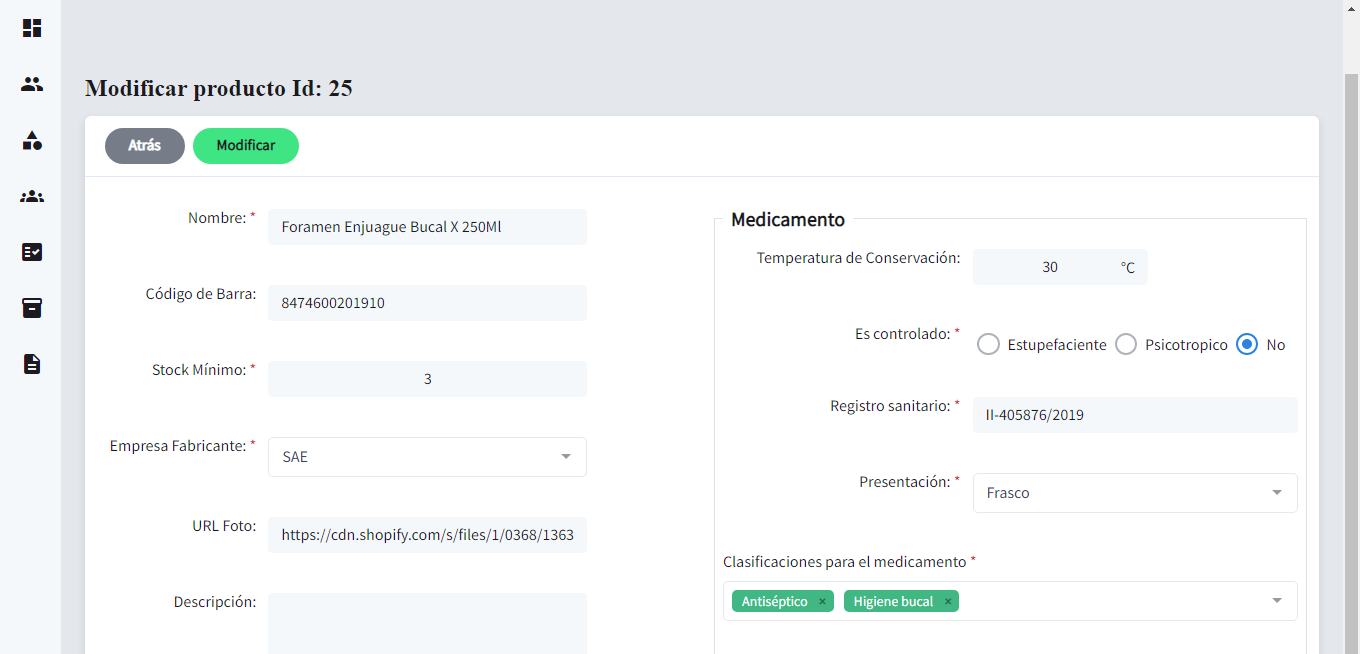 Modificar producto Id: 25
Atrás
Modificar
Nombre: *
Foramen Enjuague Bucal X 250Ml
Código de Barra:
8474600201910
Stock Mínimo: *
3
Empresa Fabricante: *
SAE
URL Foto:
https://cdn.shopify.com/s/files/1/0368/1363
Descripción:
Medicamento
Temperatura de Conservación:
30 °C
Es controlado: *
Estupefaciente
Psicotropico
No
Registro sanitario: *
II-405876/2019
Presentación: *
Frasco
Clasificaciones para el medicamento *
Antiséptico ×
Higiene bucal ×